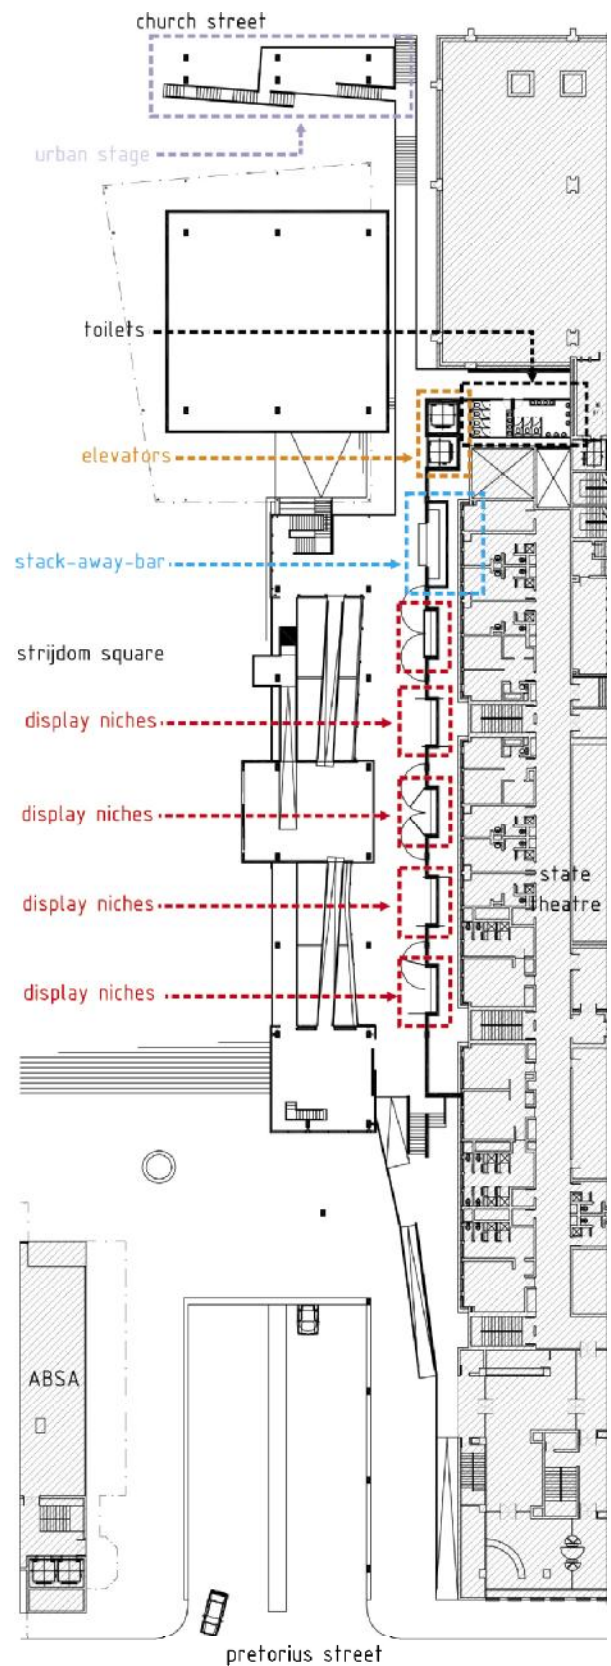 church street
urban stage
toilets
elevators
stack-away-bar
strijdom square
display niches
display niches
state
theatre
display niches
display niches
ABSA
pretorius street